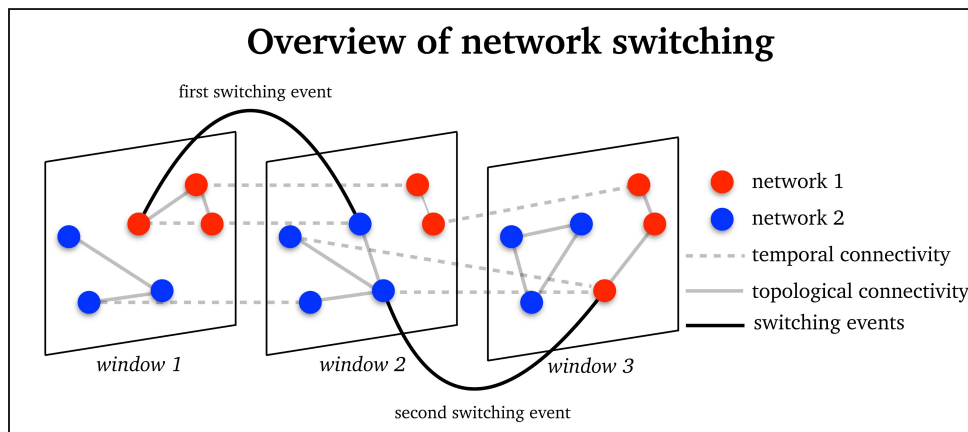 Overview of network switching
first switching event
network 1
network 2
temporal connectivity
topological connectivity
switching events
window 1
window 2
window 3
second switching event